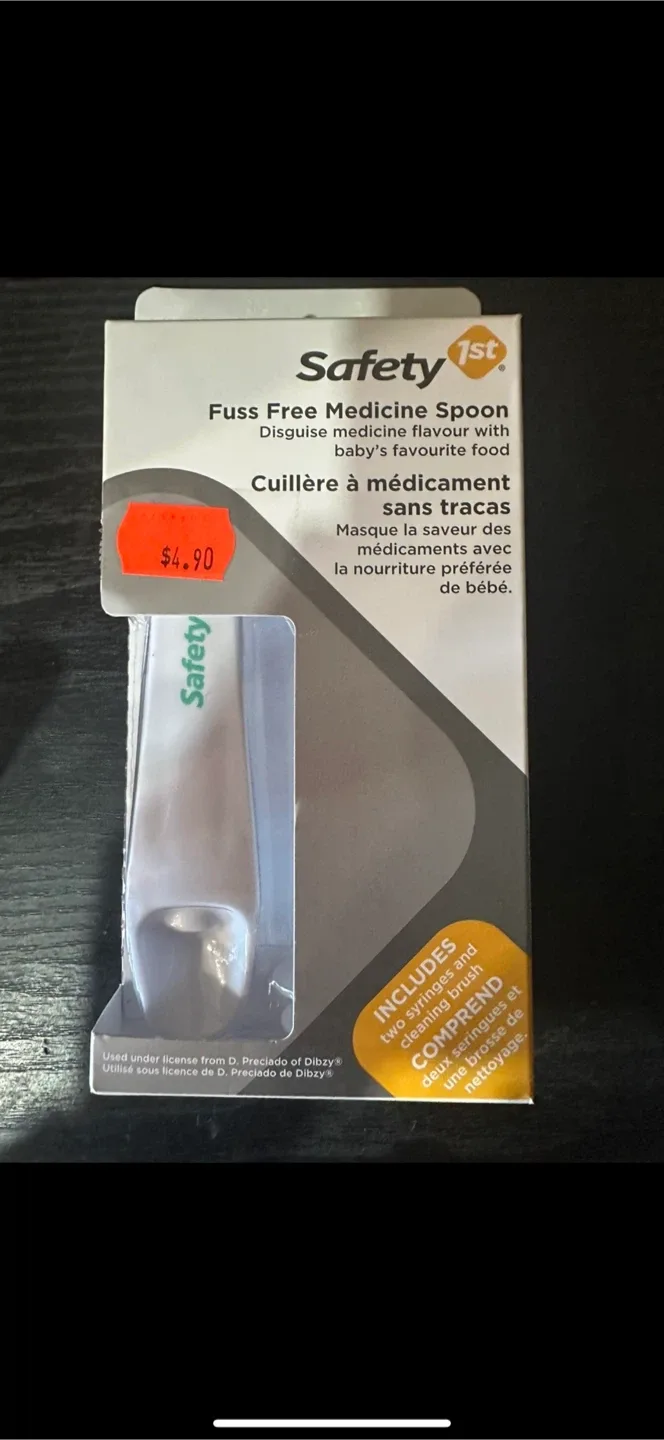 Safety 1st®
Fuss Free Medicine Spoon
Disguise medicine flavour with
baby's favourite food
Cuillère à médicament
sans tracas
Masque la saveur des
médicaments avec
la nourriture préférée
de bébé.
$4.90
Safety
INCLUDES
two syringes and
cleaning brush
COMPREND
deux seringues et
une brosse de
nettoyage.
Used under license from D. Preciado of Dibzy®
Utilisé sous licence de D. Preciado de Dibzy®